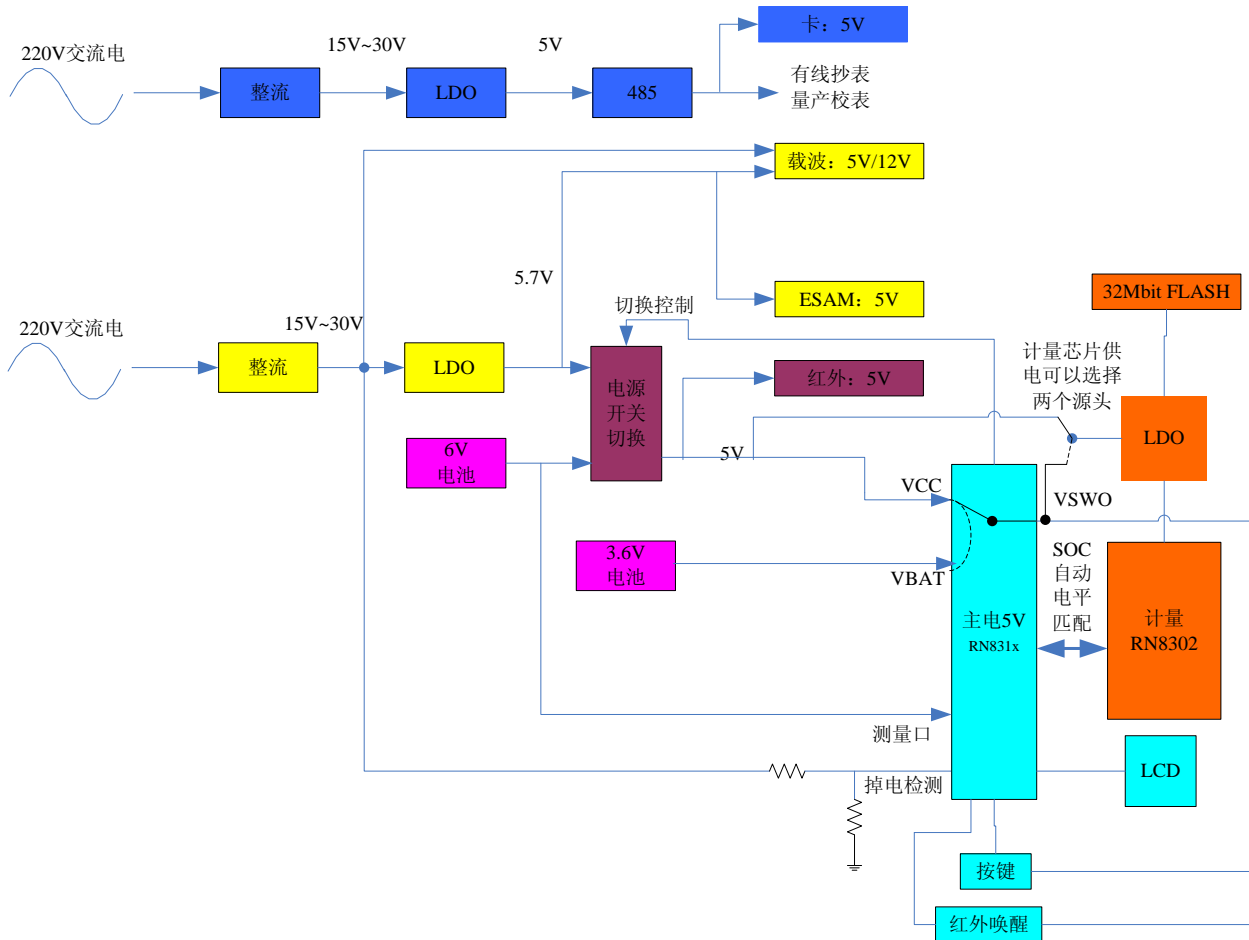 220V交流电
整流
15V~30V
LDO
5V
485
卡：5V
有线抄表
量产校表
载波：5V/12V
5.7V
ESAM：5V
32Mbit FLASH
220V交流电
整流
15V~30V
LDO
切换控制
电源
开关
切换
红外：5V
计量芯片供
电可以选择
两个源头
LDO
6V
电池
5V
VCC
VSWO
3.6V
电池
VBAT
主电5V
RN831x
SOC
自动
电平
匹配
计量
RN8302
测量口
掉电检测
LCD
按键
红外唤醒